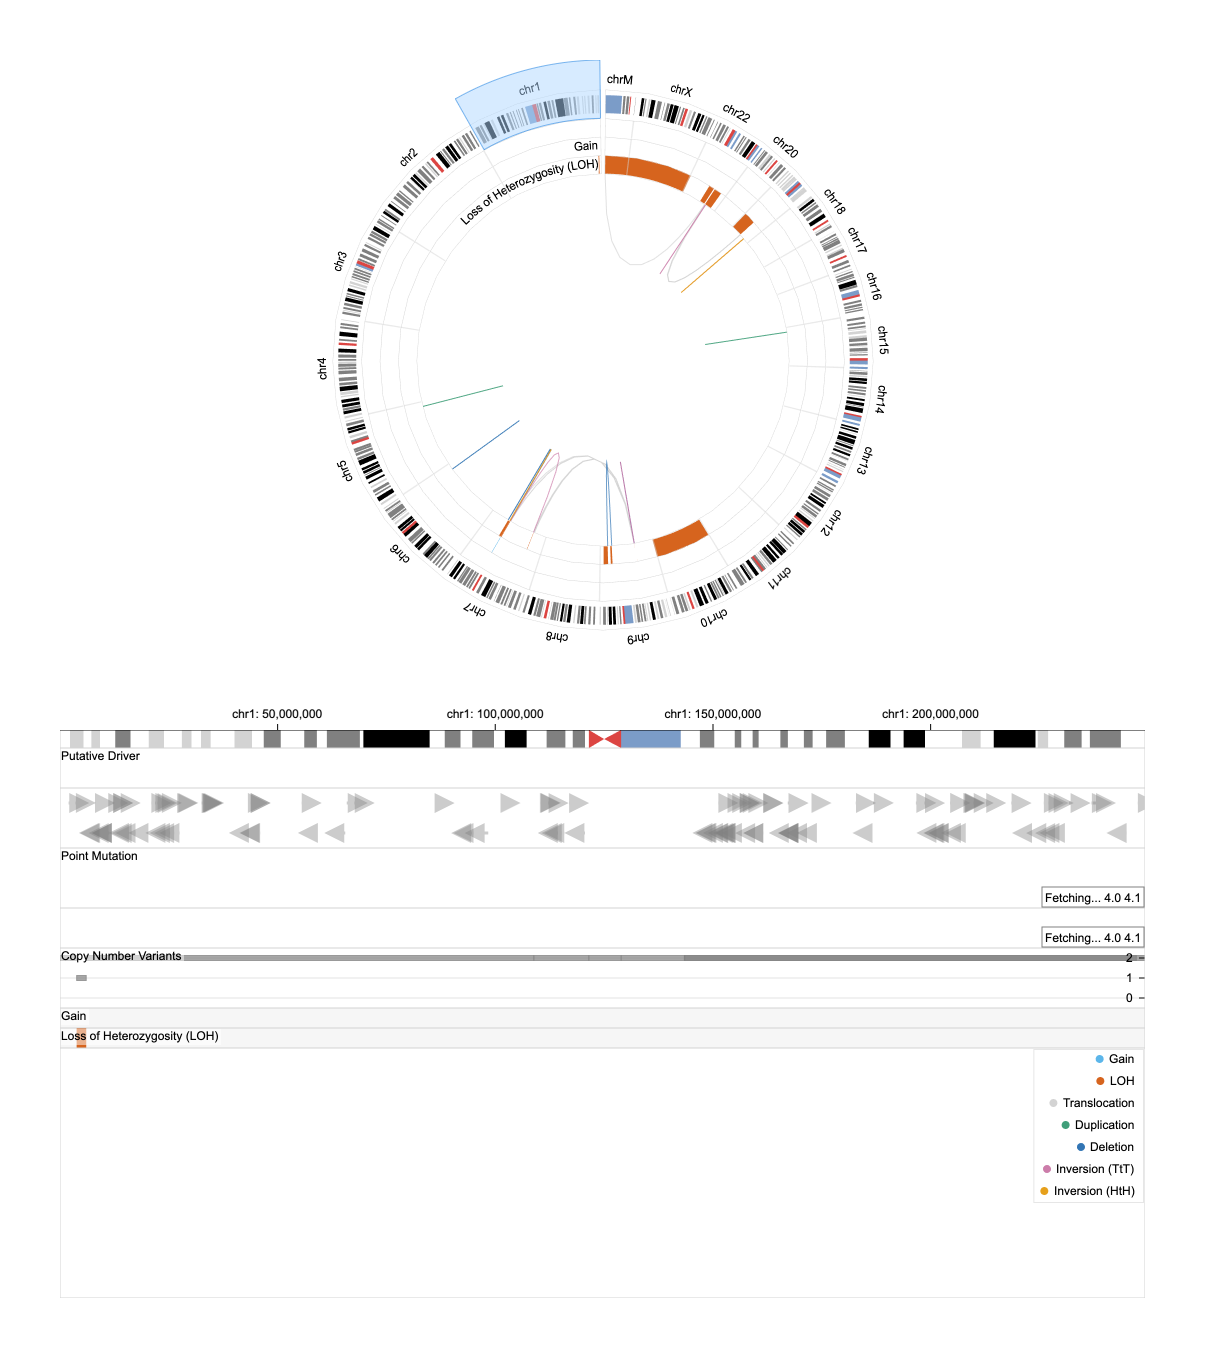 chrM
chrX
chr22
chr20
chr18
chr17
chr16
chr15
chr14
chr13
chr12
chr11
chr10
chr9
chr8
chr7
chr6
chr5
chr4
chr3
chr2
chr1
Gain
Loss of Heterozygosity (LOH)
chr1: 50,000,000
chr1: 100,000,000
chr1: 150,000,000
chr1: 200,000,000
Putative Driver
Point Mutation
Fetching... 4.0 4.1
Fetching... 4.0 4.1
Copy Number Variants
2
1
0
Gain
Loss of Heterozygosity (LOH)
Gain
LOH
Translocation
Duplication
Deletion
Inversion (TtT)
Inversion (HtH)